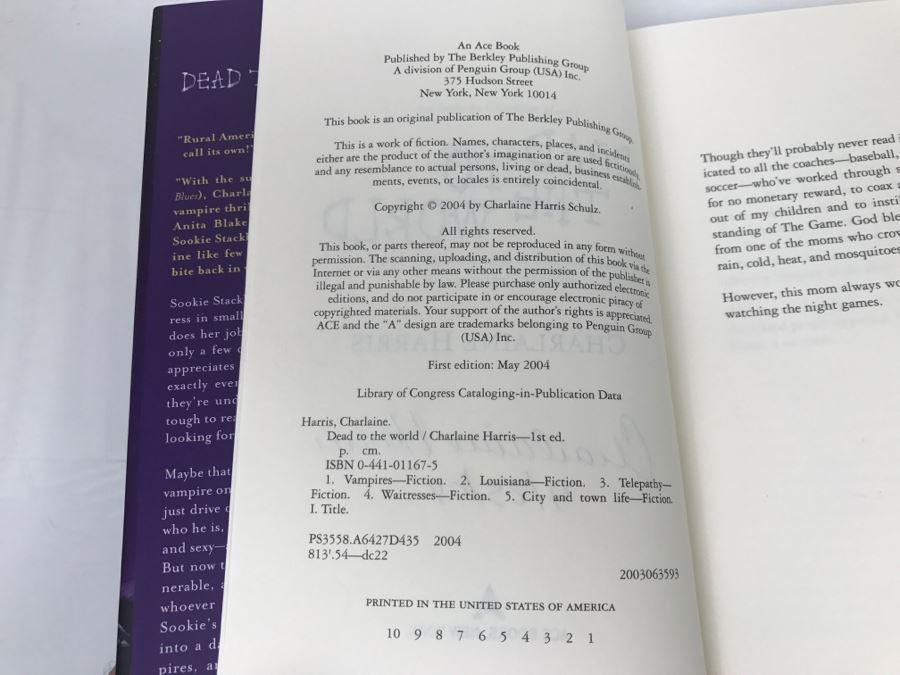 DEAD T
"Rural Ameri
call its own!"
"With the su
Blues), Charla
vampire thri
Anita Blake
Sookie Stack
ine like few
bite back in
Sookie Stack
ress in small
does her job
only a few
appreciates
exactly ever
they're und
tough to rea
looking for
Maybe that
vampire on
just drive
who he is,
and sexy—
But now t
nerable,
whoever
Sookie's
into a da
pires, a
An Ace Book
Published by The Berkley Publishing Group
A division of Penguin Group (USA) Inc.
375 Hudson Street
New York, New York 10014
This book is an original publication of The Berkley Publishing Group.
This is a work of fiction. Names, characters, places, and incidents
either are the product of the author's imagination or are used fictitiously,
and any resemblance to actual persons, living or dead, business establish-
ments, events, or locales is entirely coincidental.
Copyright © 2004 by Charlaine Harris Schulz.
All rights reserved.
This book, or parts thereof, may not be reproduced in any form without
permission. The scanning, uploading, and distribution of this book via the
Internet or via any other means without the permission of the publisher is
illegal and punishable by law. Please purchase only authorized electronic
editions, and do not participate in or encourage electronic piracy of
copyrighted materials. Your support of the author's rights is appreciated.
ACE and the "A" design are trademarks belonging to Penguin Group
(USA) Inc.
First edition: May 2004
Library of Congress Cataloging-in-Publication Data
Harris, Charlaine.
Dead to the world / Charlaine Harris—1st ed.
p. cm.
ISBN 0-441-01167-5
1. Vampires—Fiction. 2. Louisiana—Fiction. 3. Telepathy—
Fiction. 4. Waitresses—Fiction. 5. City and town life—Fiction.
I. Title.
PS3558.A6427D435 2004
813'.54—dc22
2003063593
PRINTED IN THE UNITED STATES OF AMERICA
10 9 8 7 6 5 4 3 2 1
Though they'll probably never read
icated to all the coaches—baseball,
soccer—who've worked through s
for no monetary reward, to coax
out of my children and to instil
standing of The Game. God ble
from one of the moms who crov
rain, cold, heat, and mosquitoes
However, this mom always wo
watching the night games.